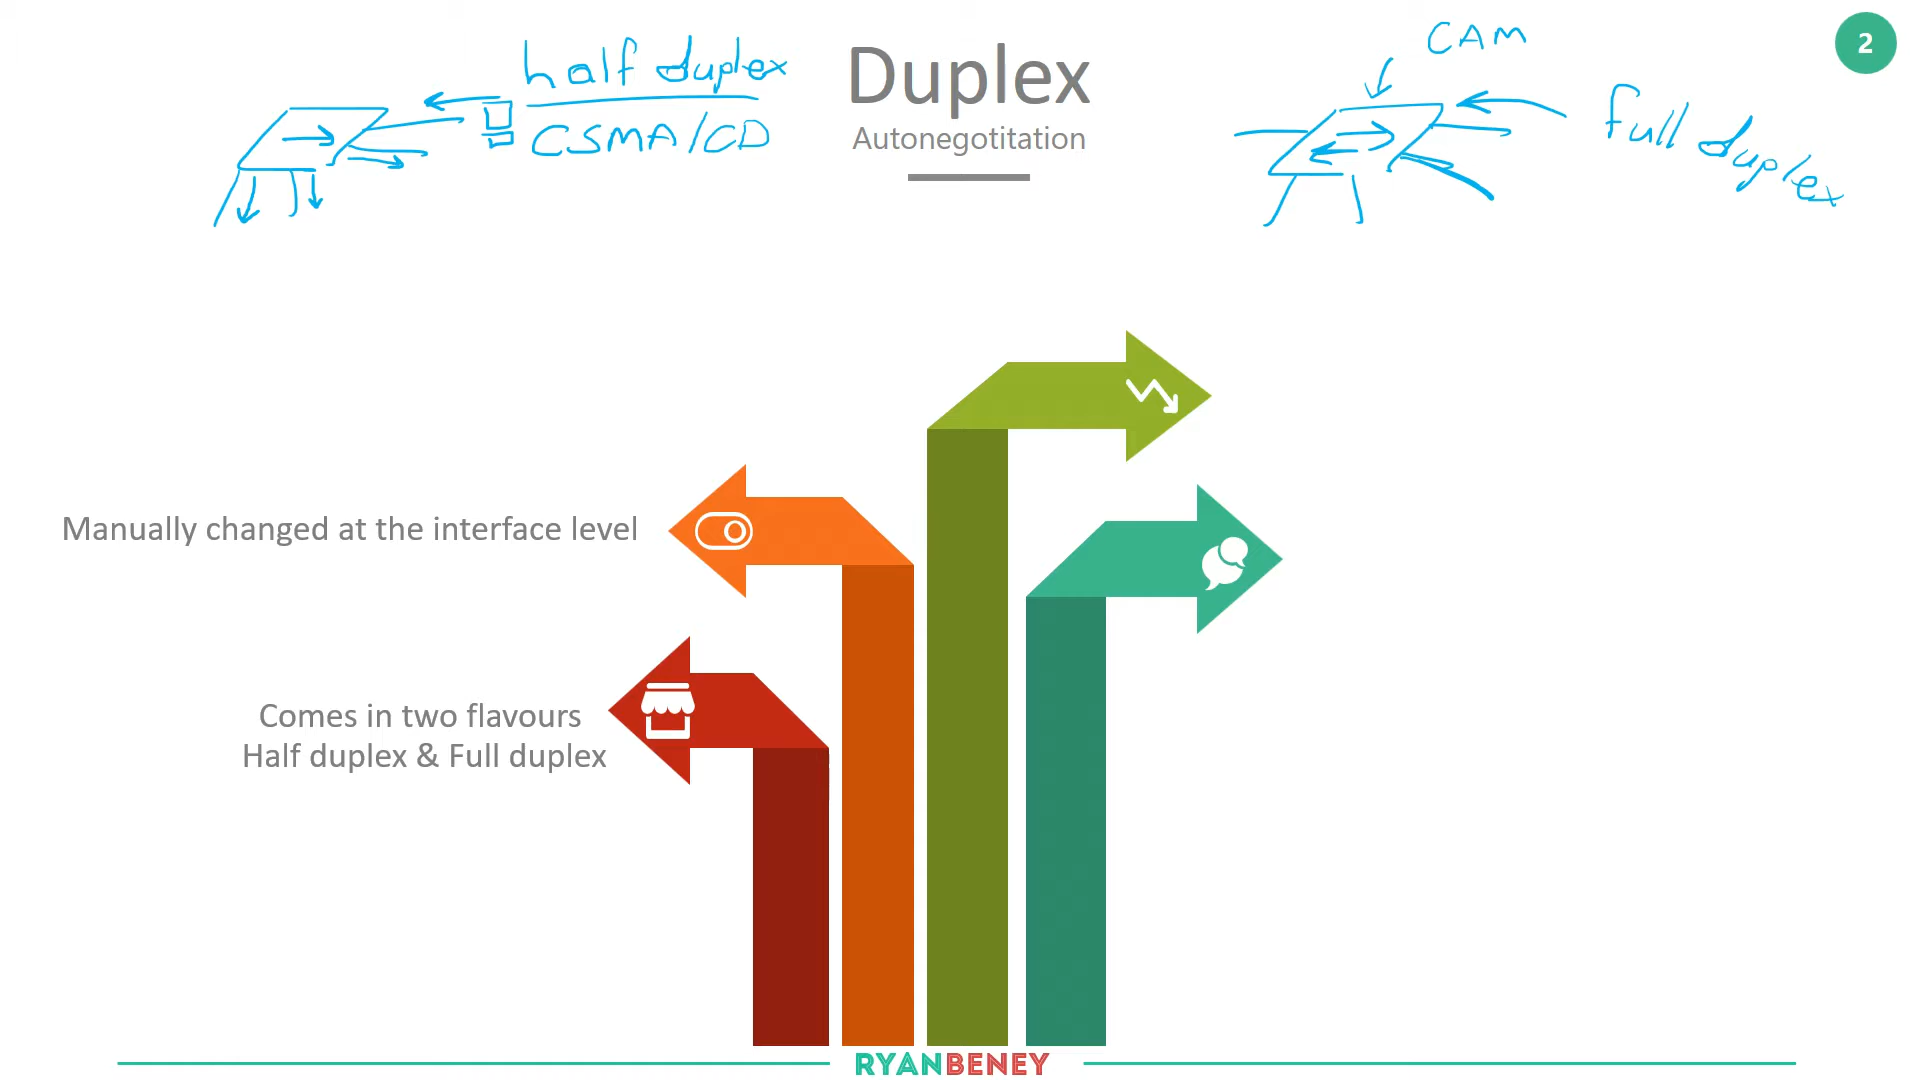 half duplex
CSMA/CD
Duplex
Autonegotitation
CAM
full duplex
2
Manually changed at the interface level
Comes in two flavours
Half duplex & Full duplex
RYANBENEY